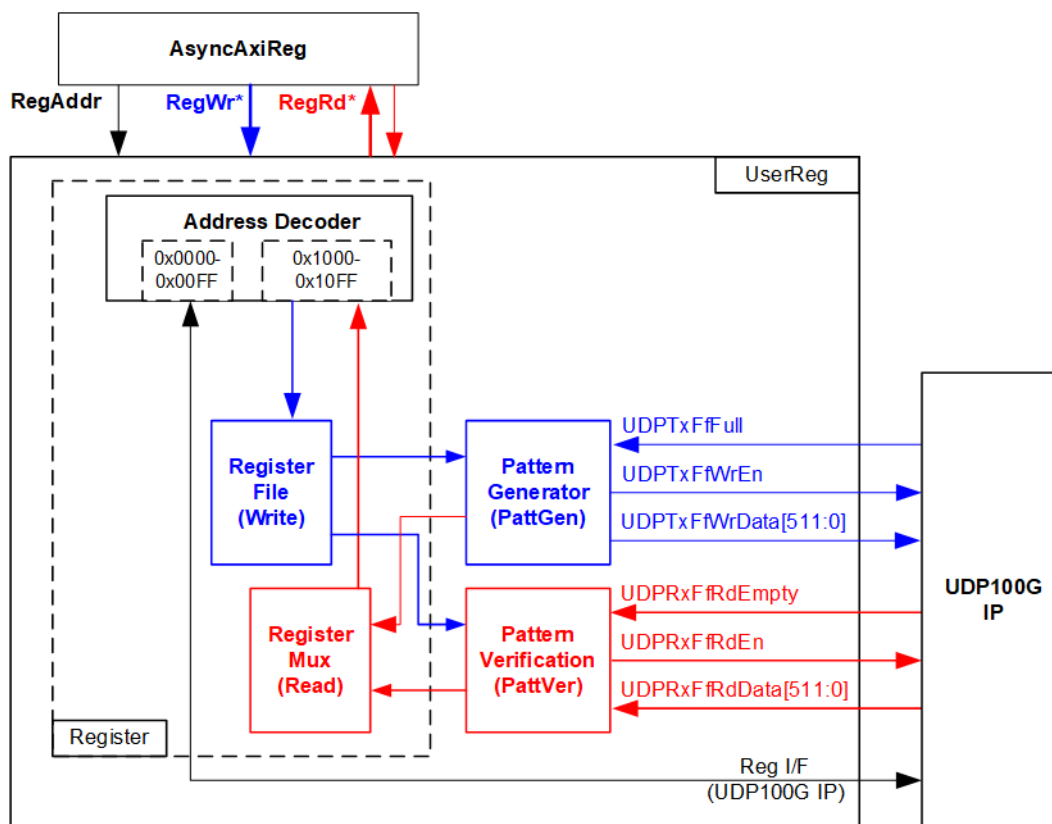 AsyncAxiReg
RegAddr
RegWr*
RegRd*
UserReg
Address Decoder
0x0000-
0x00FF
0x1000-
0x10FF
Register
File
(Write)
Pattern
Generator
(PattGen)
UDPTxFfFull
UDPTxFfWrEn
UDPTxFfWrData[511:0]
Register
Mux
(Read)
Pattern
Verification
(PattVer)
UDPRxFfRdEmpty
UDPRxFfRdEn
UDPRxFfRdData[511:0]
UDP100G
IP
Register
Reg I/F
(UDP100G IP)